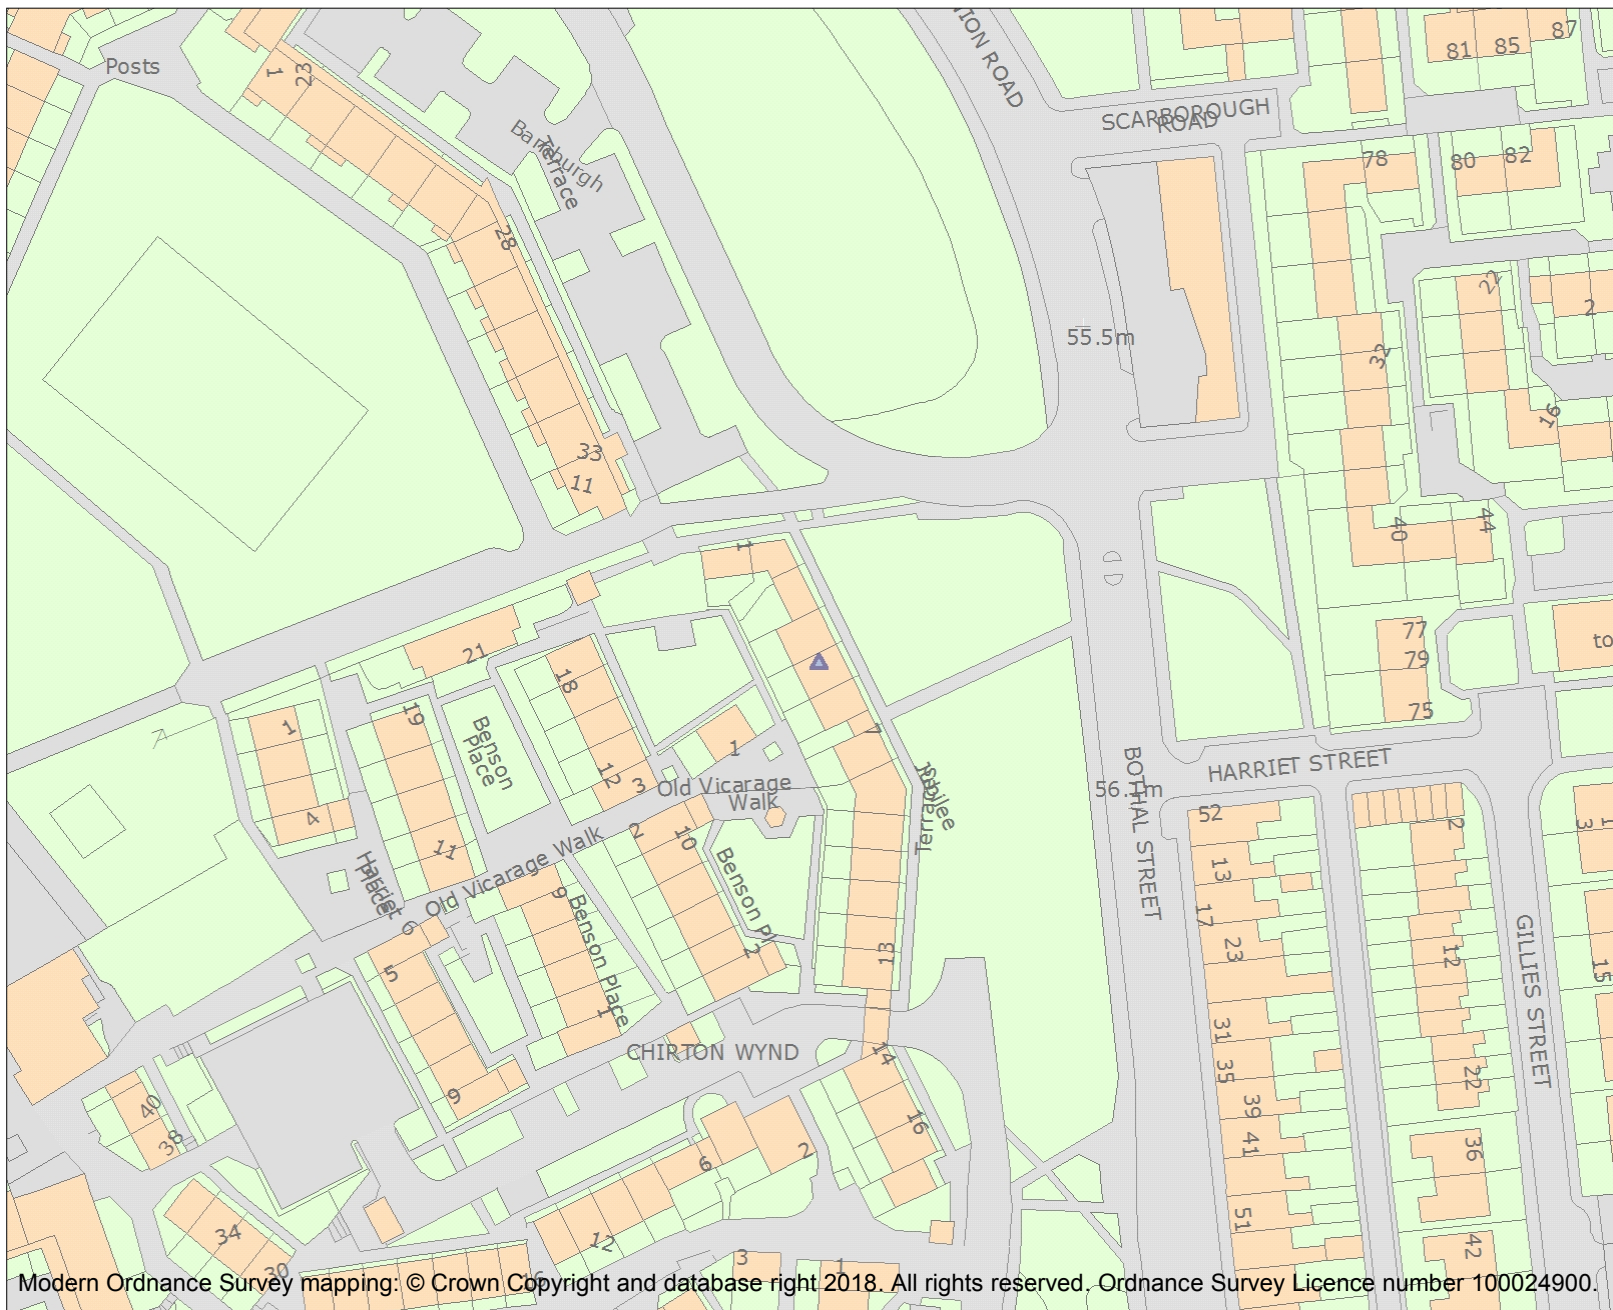 Posts
1
23
Bamburgh
Terrace
28
33
11
SCARBOROUGH
ROAD
81
85
87
78
80
82
55.5m
32
22
2
16
40
44
77
79
75
to
1
21
18
19
12
3
1
1
4
11
Benson
Place
Old Vicarage
Walk
7
Jubilee
Terrace
56.1m
BOTHAL STREET
HARRIET STREET
52
2
3
1
Harriet
Place
6
Old Vicarage Walk
2
10
9
Benson Place
1
Benson Pl
2
13
5
9
CHIRTON WYND
14
16
13
17
23
31
35
39
41
51
12
22
36
42
GILLIES STREET
15
40
38
34
30
6
2
12
3
1
Modern Ordnance Survey mapping: © Crown Copyright and database right 2018. All rights reserved. Ordnance Survey Licence number 100024900.